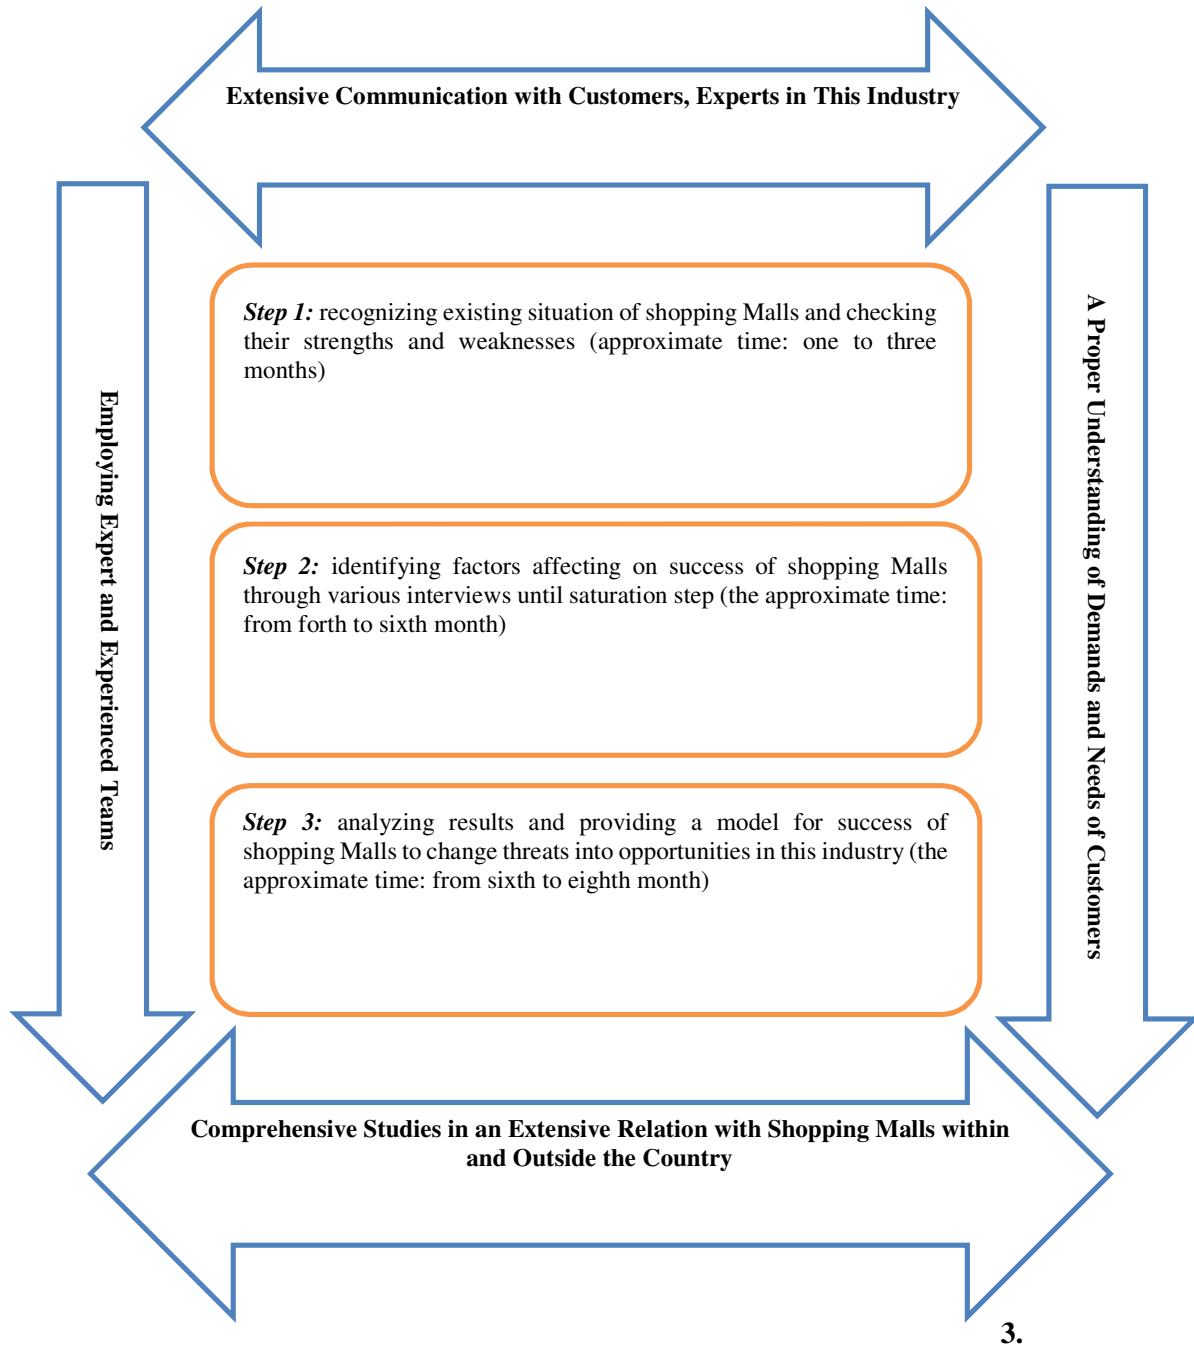 Extensive Communication with Customers, Experts in This Industry
Employing Expert and Experienced Teams
Step 1: recognizing existing situation of shopping Malls and checking
their strengths and weaknesses (approximate time: one to three
months)
Step 2: identifying factors affecting on success of shopping Malls
through various interviews until saturation step (the approximate time:
from forth to sixth month)
Step 3: analyzing results and providing a model for success of
shopping Malls to change threats into opportunities in this industry (the
approximate time: from sixth to eighth month)
A Proper Understanding of Demands and Needs of Customers
Comprehensive Studies in an Extensive Relation with Shopping Malls within
and Outside the Country
3.